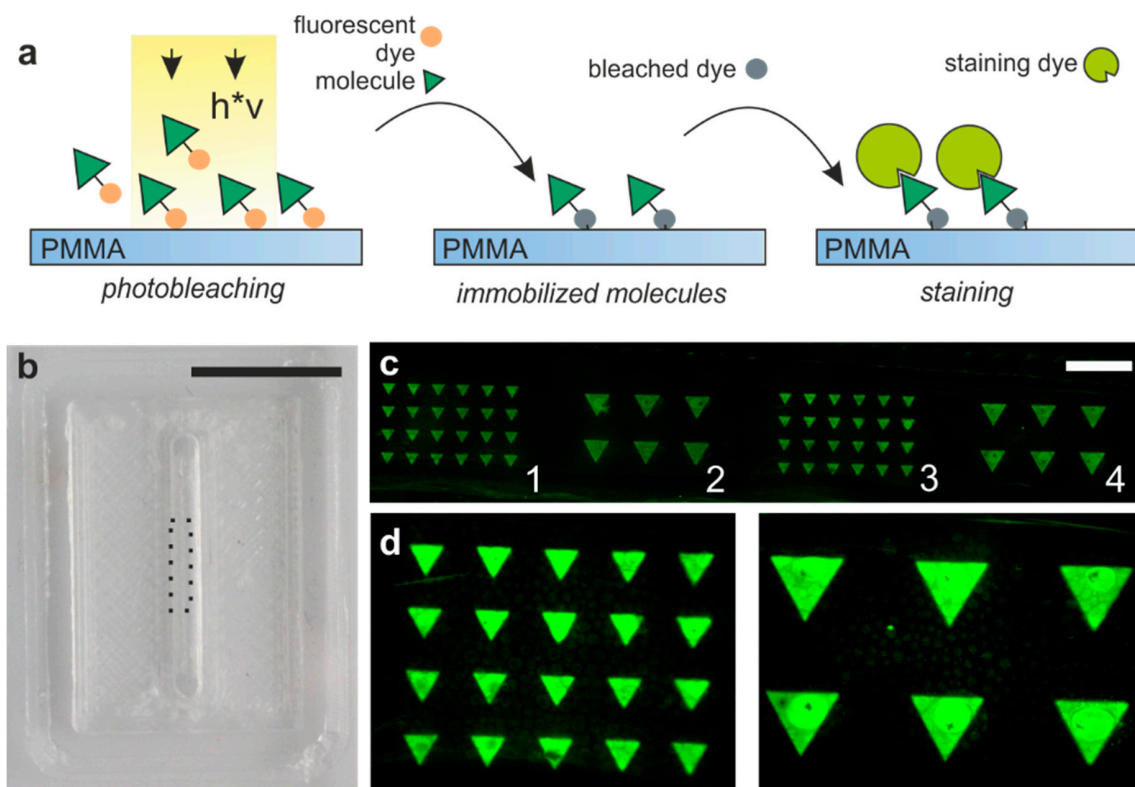 a
h*v
fluorescent
dye
molecule
bleached dye
staining dye
PMMA
PMMA
PMMA
photobleaching
immobilized molecules
staining
b
c
1
2
3
4
d